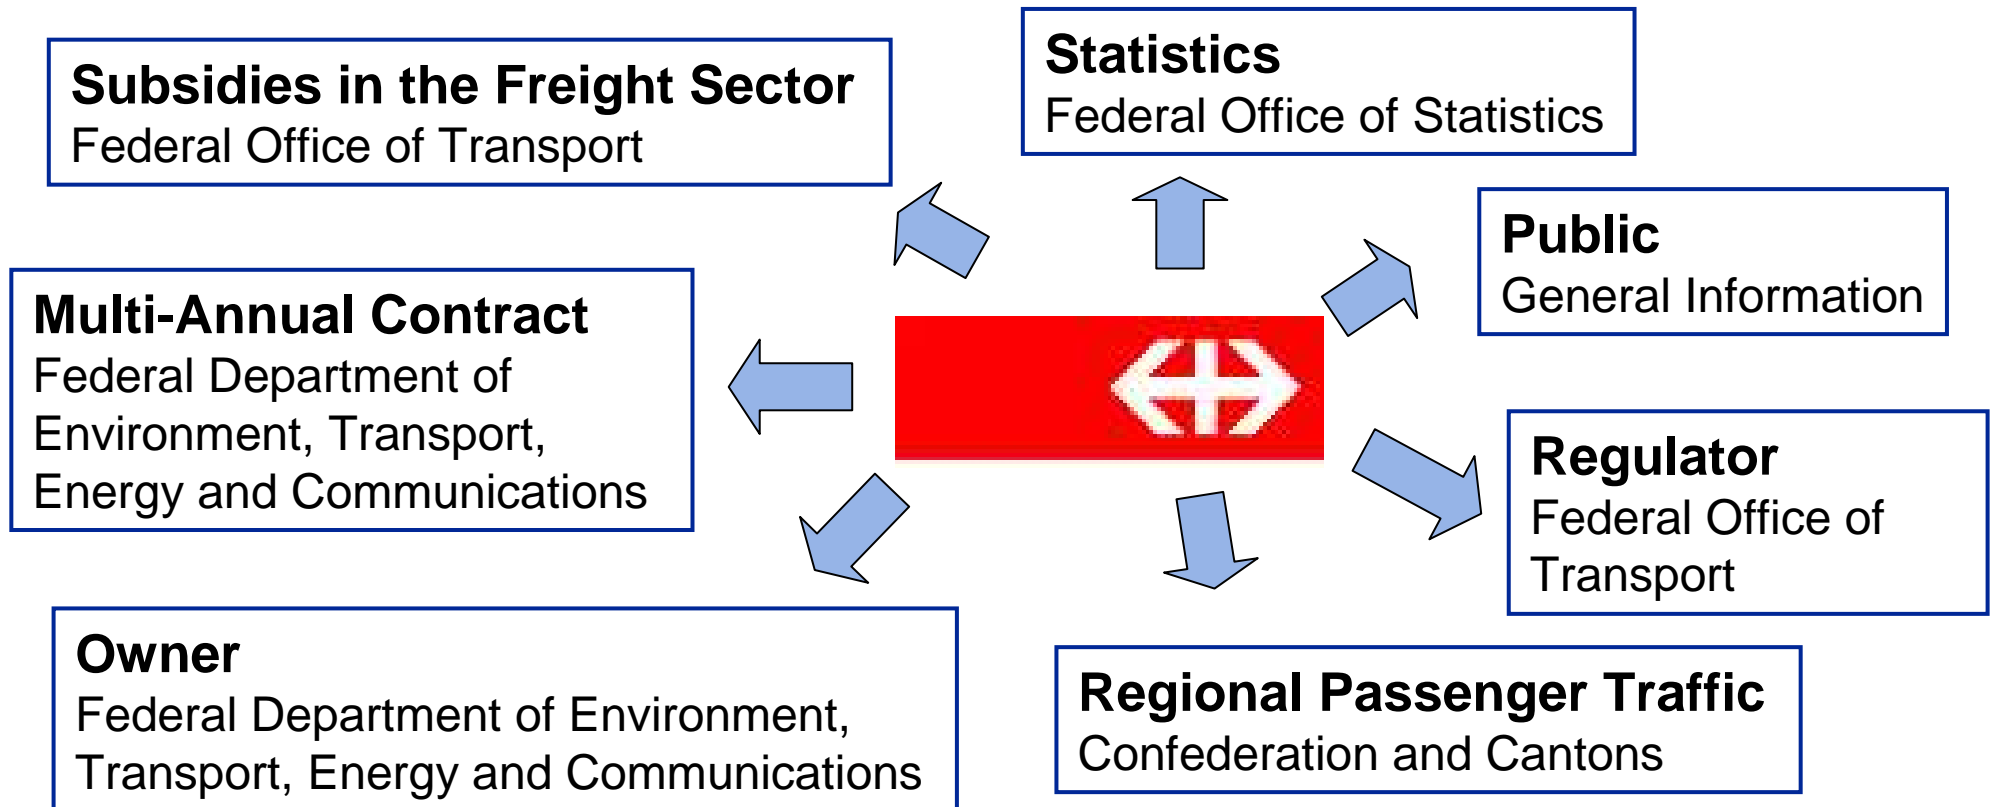 Subsidies in the Freight Sector
Federal Office of Transport
Statistics
Federal Office of Statistics
Public
General Information
Multi-Annual Contract
Federal Department of
Environment, Transport,
Energy and Communications
Regulator
Federal Office of
Transport
Owner
Federal Department of Environment,
Transport, Energy and Communications
Regional Passenger Traffic
Confederation and Cantons